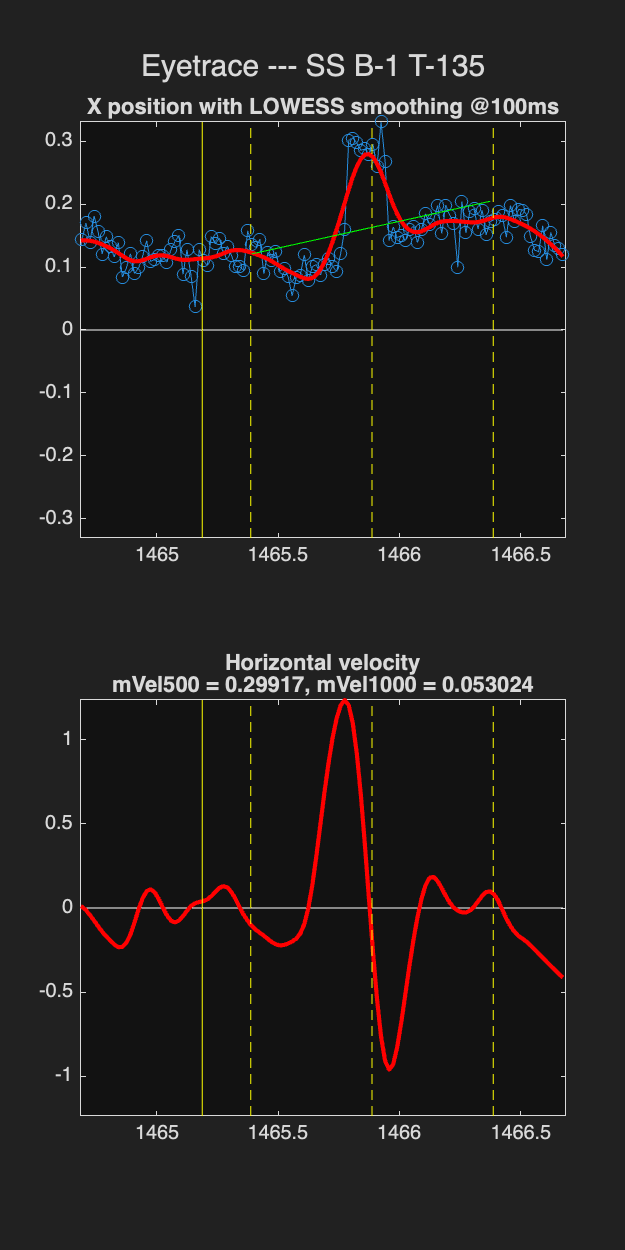 Eyetrace --- SS B-1 T-135
X position with LOWESS smoothing @100ms
0.3
0.2
0.1
0
-0.1
-0.2
-0.3
1465 1465.5 1466 1466.5
Horizontal velocity
mVel500 = 0.29917, mVel1000 = 0.053024
1
0.5
0
-0.5
-1
1465 1465.5 1466 1466.5